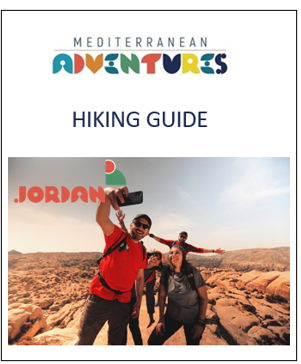 MEDITERRANEAN
ADVENTURES
HIKING GUIDE
.JORDAN